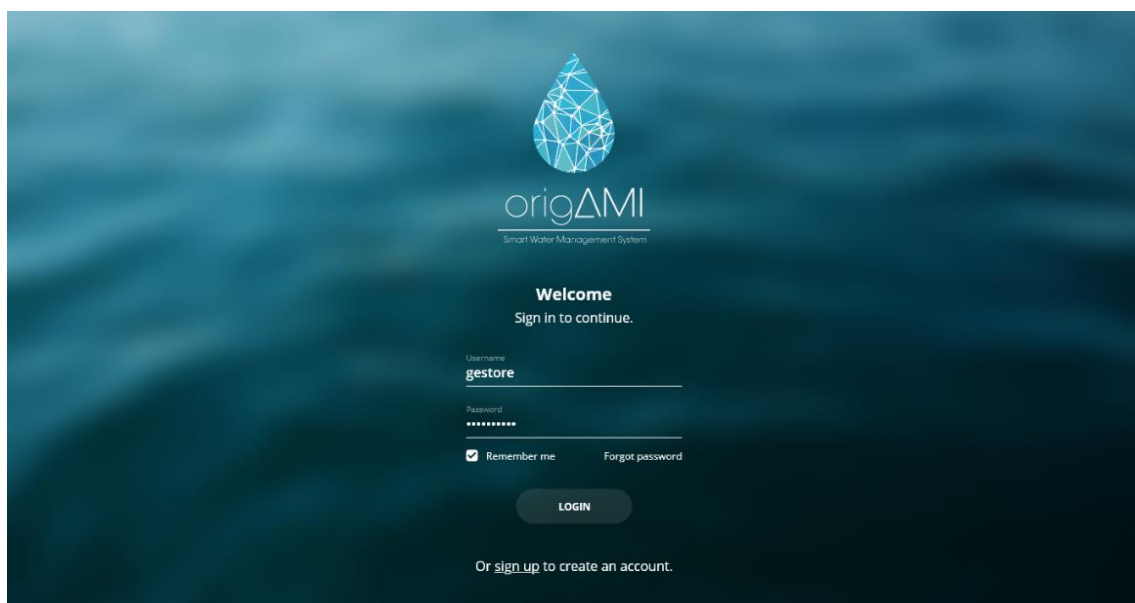 origAMI
Smart Water Management System
Welcome
Sign in to continue.
Username
gestore
Password
••••••••••
Remember me Forgot password
LOGIN
Or sign up to create an account.